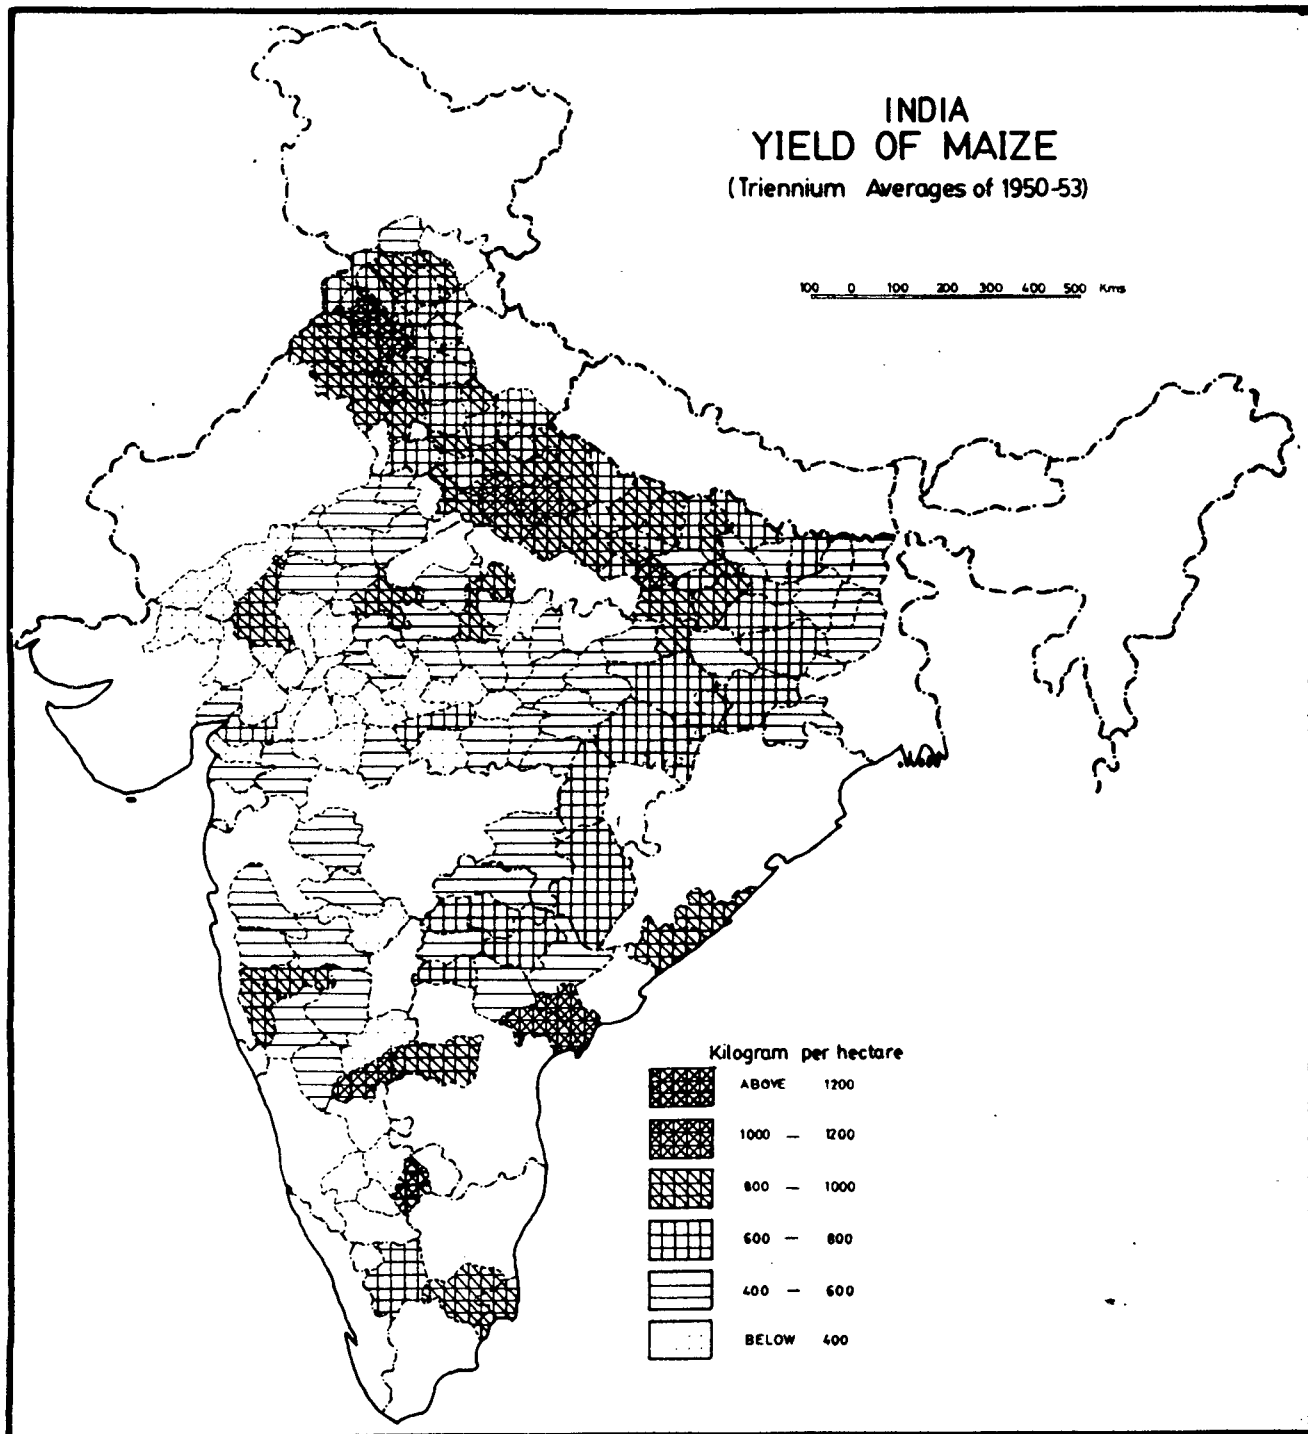 INDIA
YIELD OF MAIZE
(Triennium Averages of 1950-53)
100 0 100 200 300 400 500 Kms
Kilogram per hectare
ABOVE 1200
1000 — 1200
800 — 1000
600 — 800
400 — 600
BELOW 400